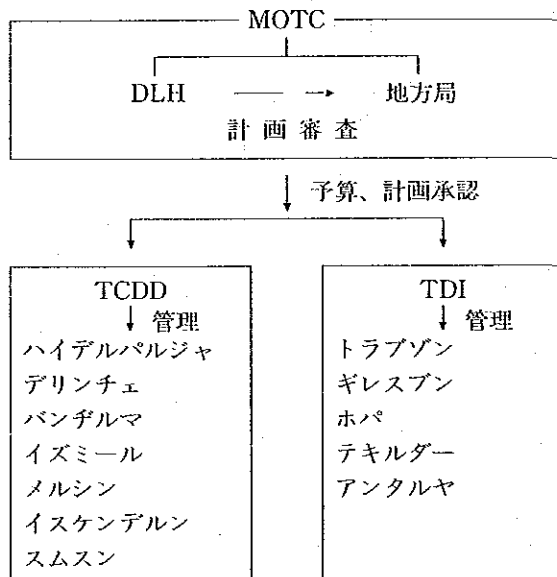 MOTC
DLH → 地方局
計画審査
予算、計画承認
TCDD
管理
ハイデルパルジャ
デリンチェ
バンヂルマ
イズミール
メルシン
イスケンデルン
スムスン
TDI
管理
トラブゾン
ギレスブン
ホパ
テキルダー
アンタルヤ